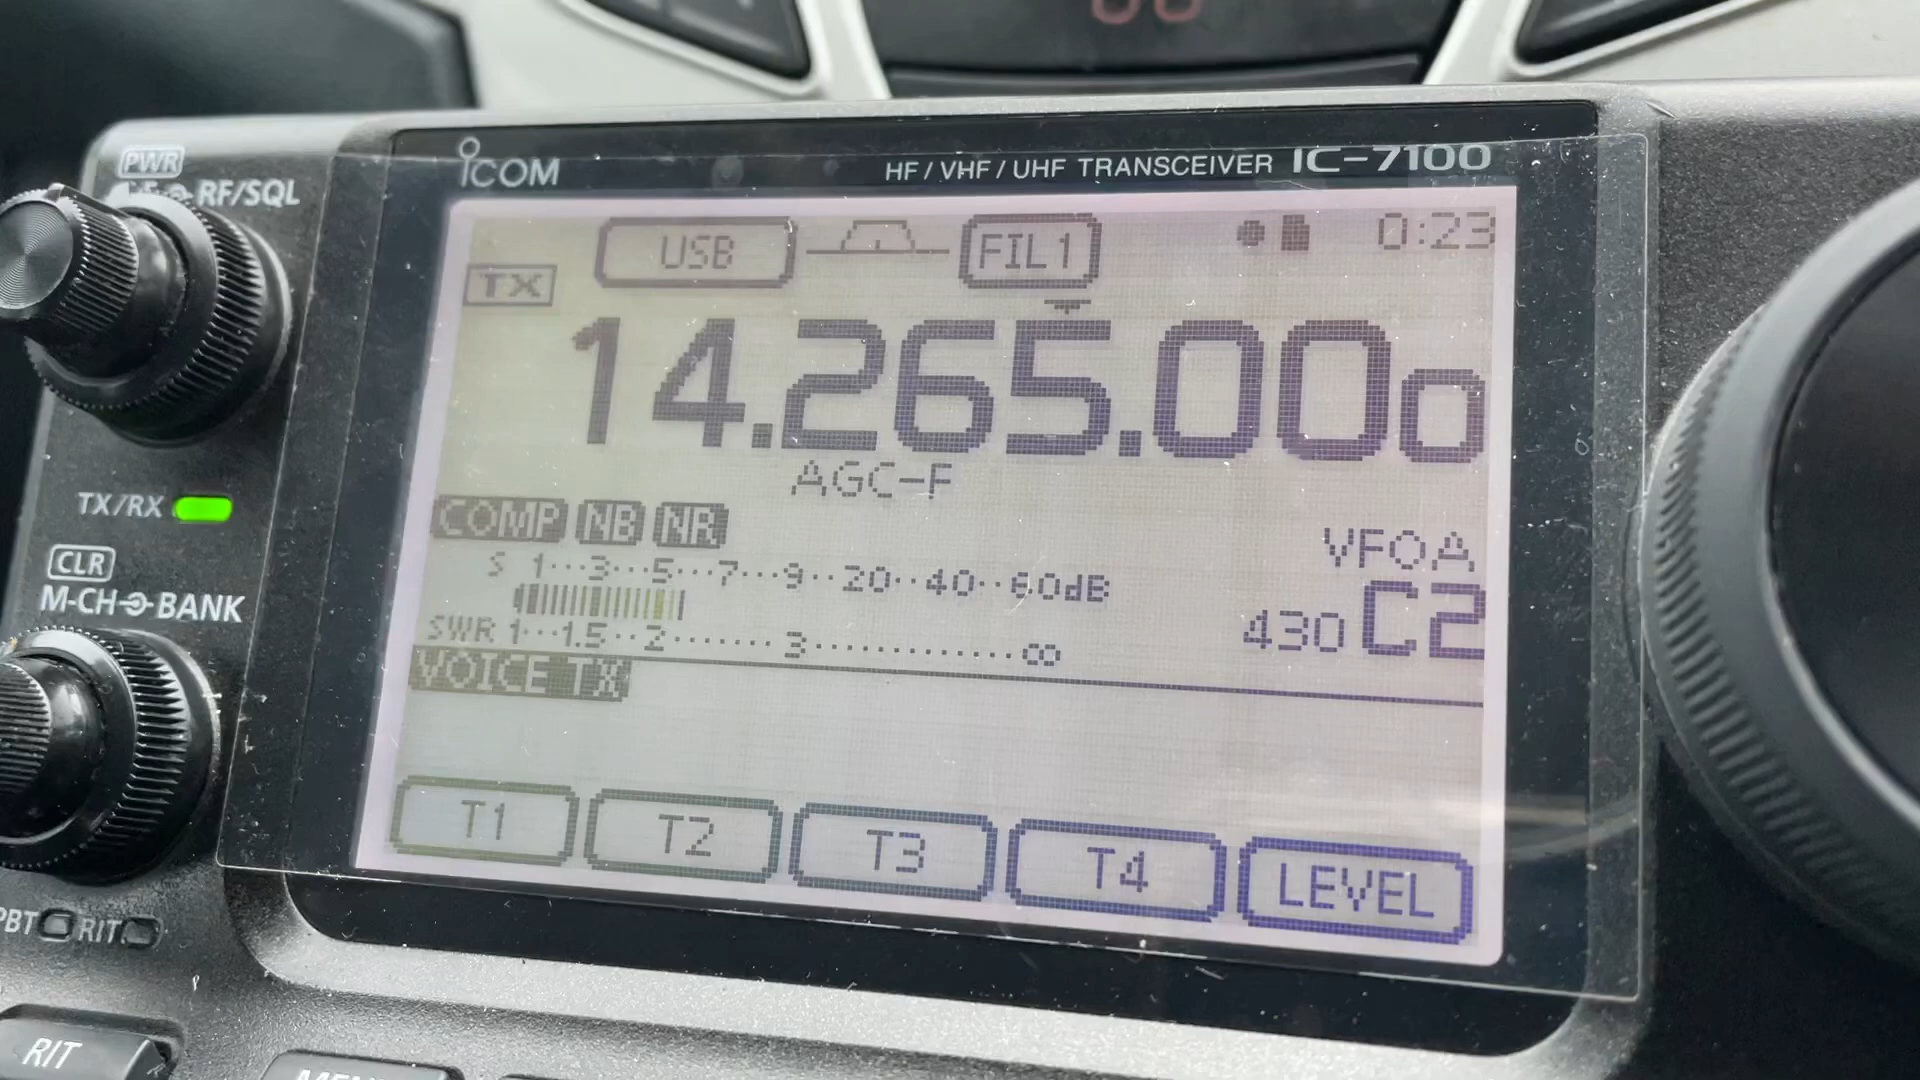 PWR
RF/SQL
ICOM
HF/VHF/UHF TRANSCEIVER IC-7100
USB
FIL1
0:23
TX
14.265.000
AGC-F
TX/RX
COMP NB NR
VFOA
S 1···3···5···7···9··20··40··60dB
CLR
M-CH BANK
430 C2
SWR 1···1.5··2·······3·············∞
VOICE TX
T1 T2 T3 T4 LEVEL
PBT RIT
RIT